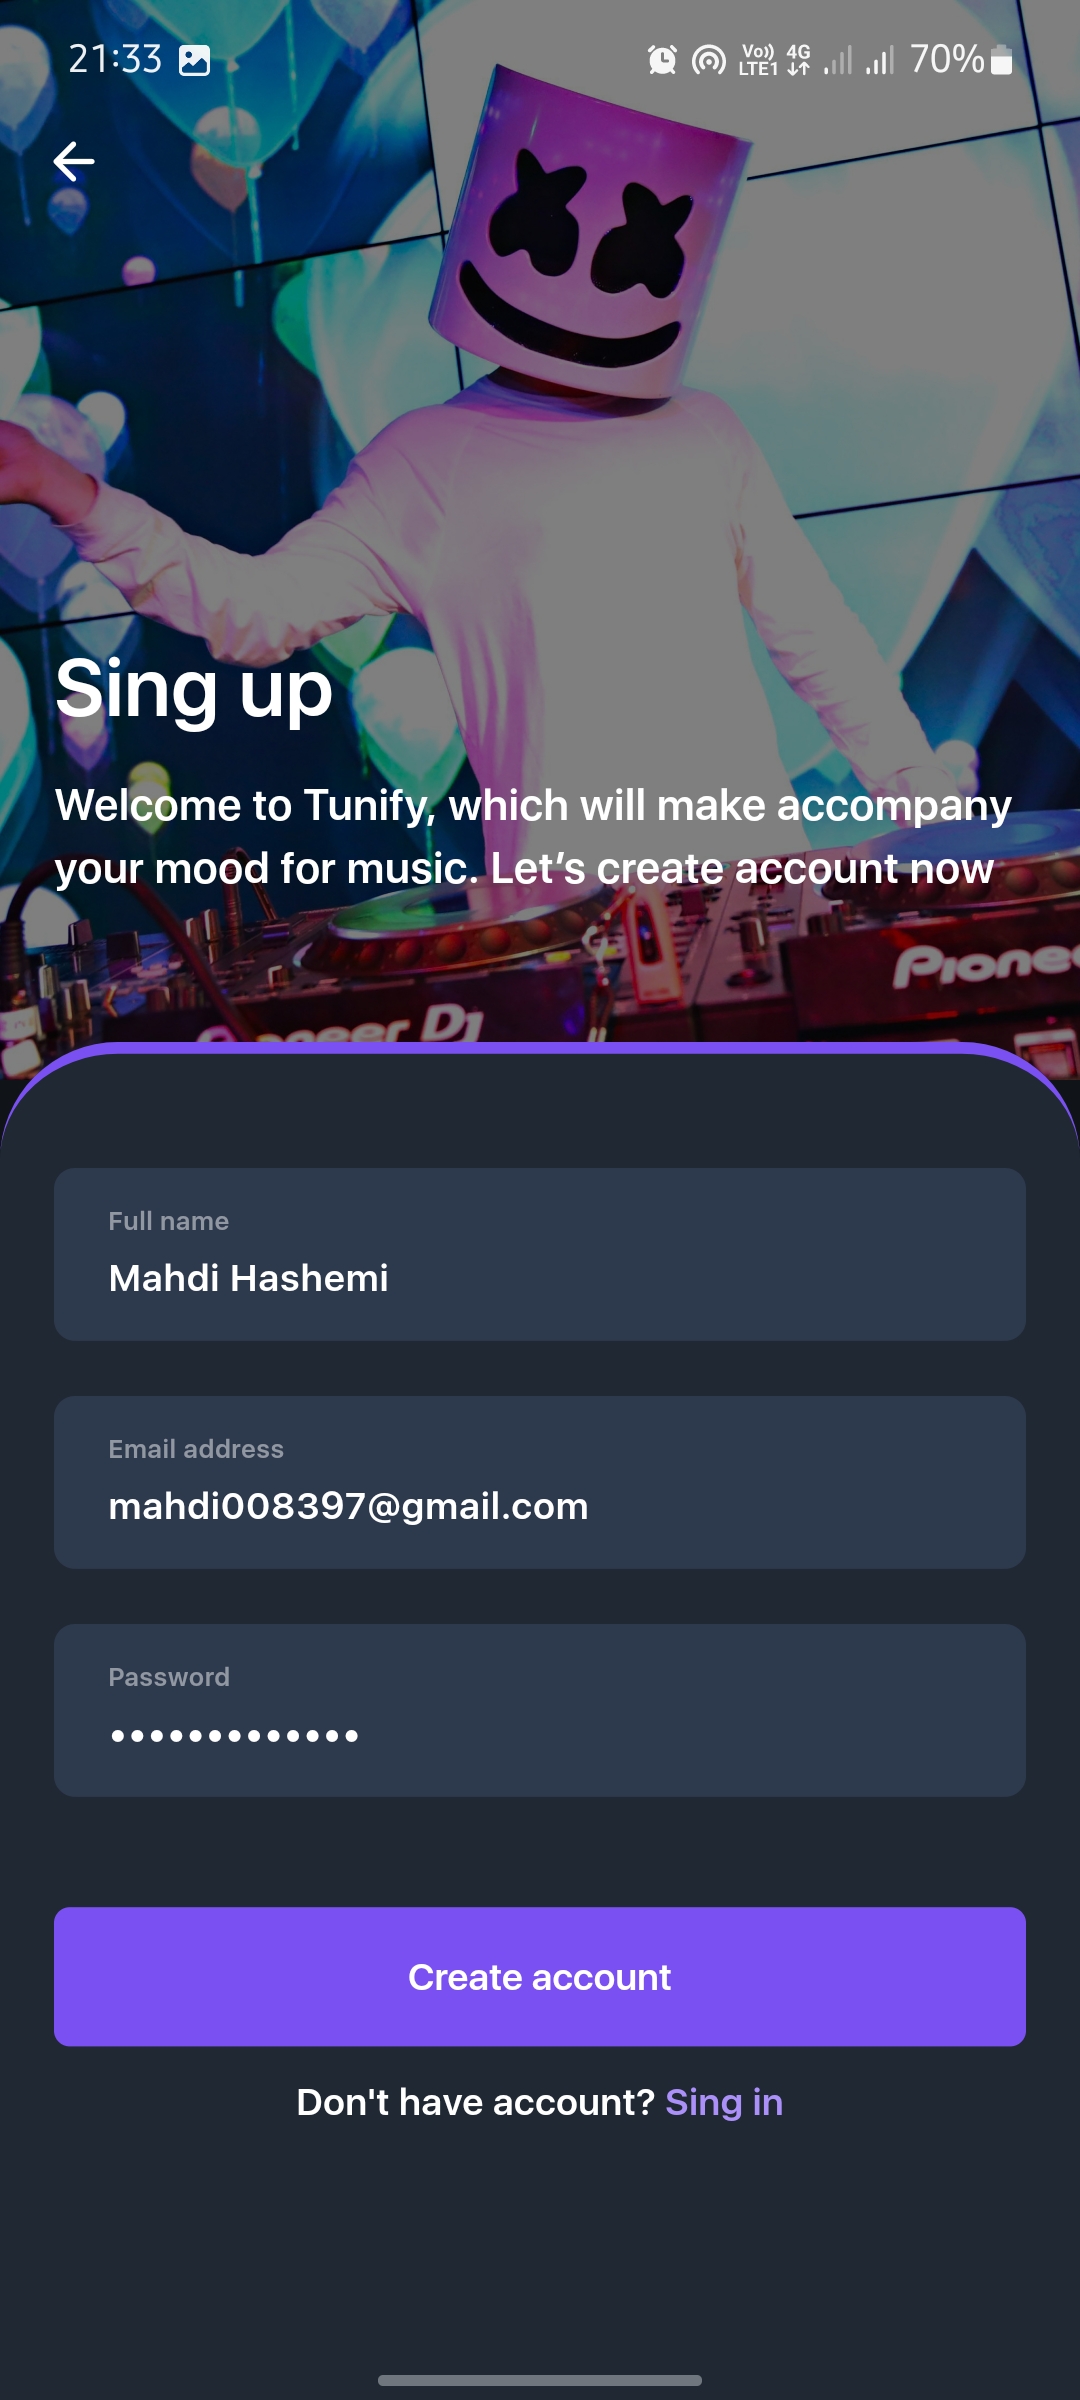 21:33 Vo)) LTE1 4G 70%
Sing up
Welcome to Tunify, which will make accompany
your mood for music. Let’s create account now
Pioneer
Pioneer Dj
Full name
Mahdi Hashemi
Email address
mahdi008397@gmail.com
Password
•••••••••••••
Create account
Don't have account? Sing in